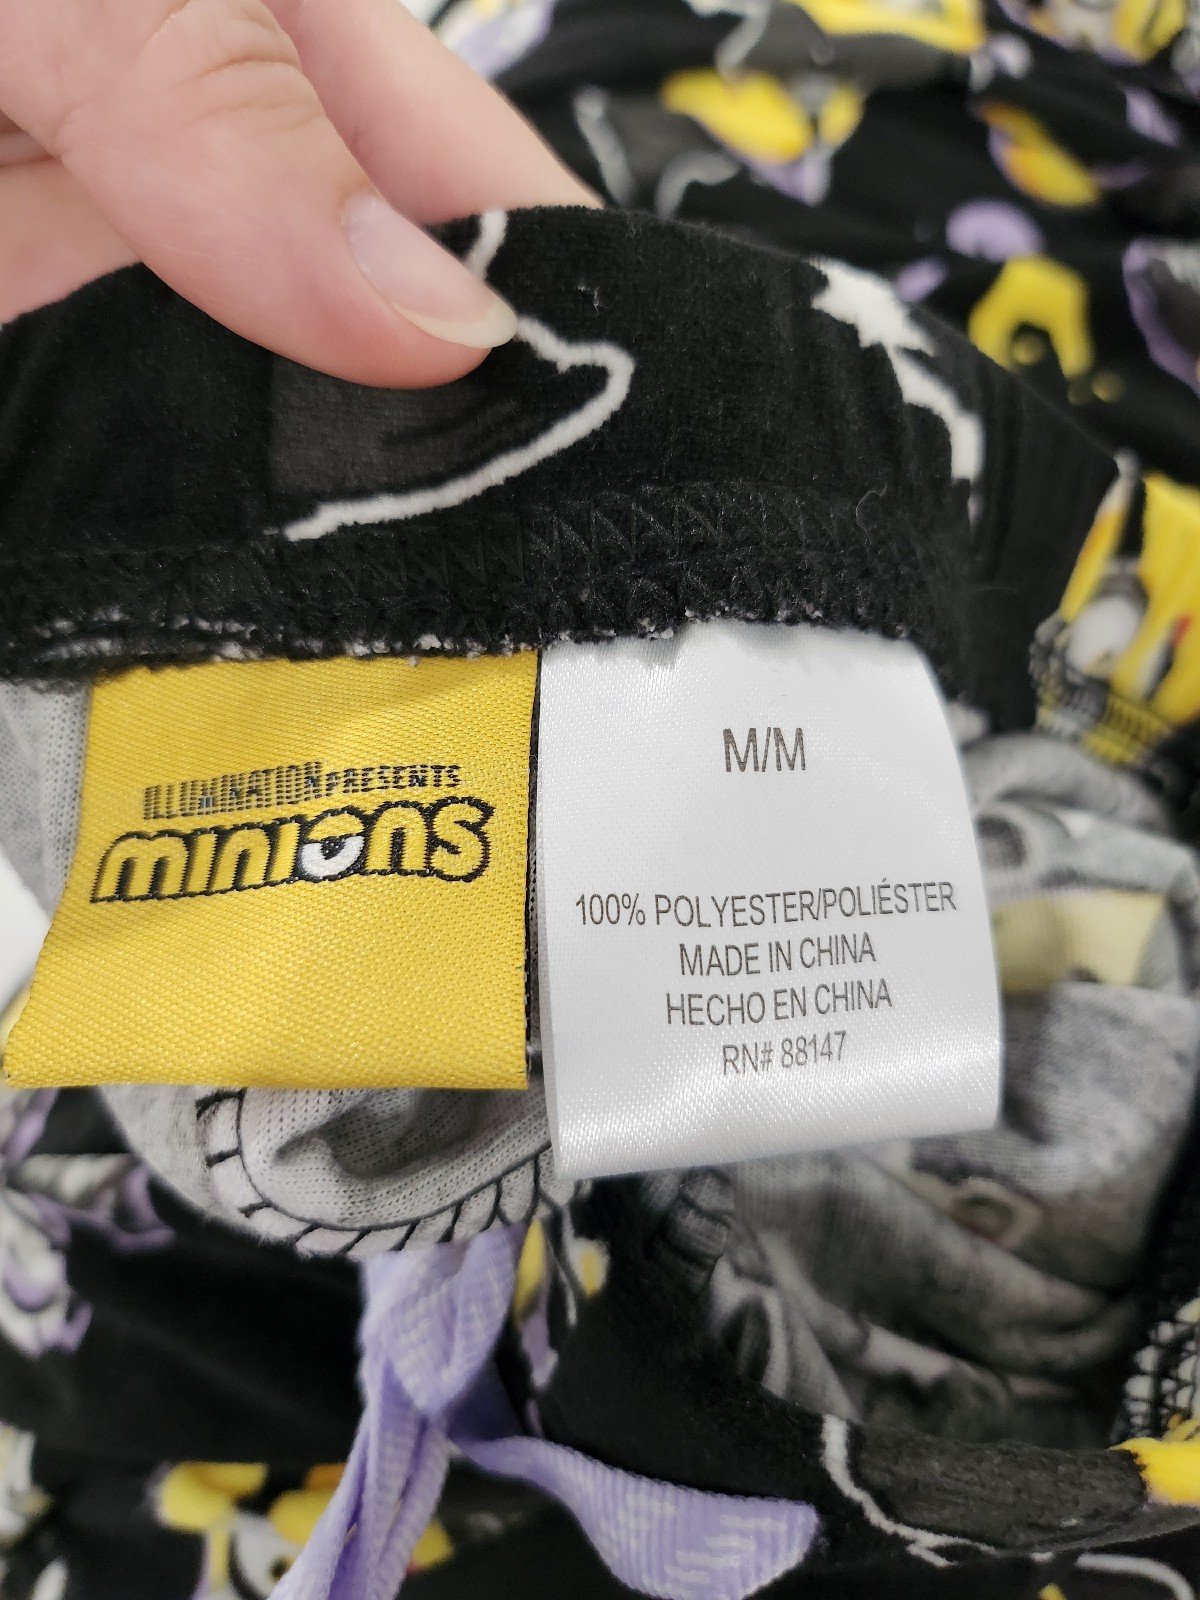 ILLUMINATION PRESENTS
MINIONS
M/M
100% POLYESTER/POLIÉSTER
MADE IN CHINA
HECHO EN CHINA
RN# 88147